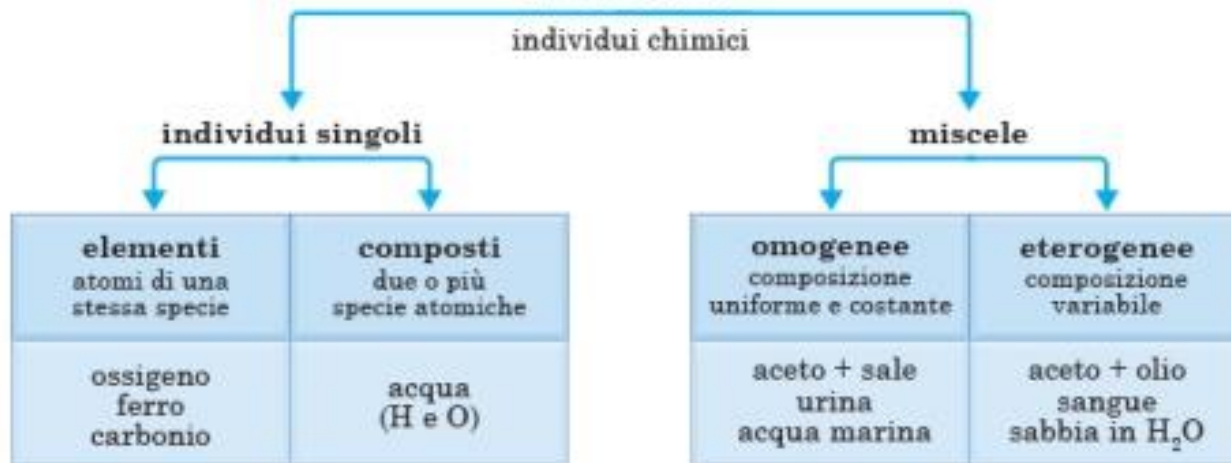 individui chimici
individui singoli
miscele
elementi
atomi di una
stessa specie
composti
due o più
specie atomiche
omogenee
composizione
uniforme e costante
eterogenee
composizione
variabile
ossigeno
ferro
carbonio
acqua
(H e O)
aceto + sale
urina
acqua marina
aceto + olio
sangue
sabbia in H₂O